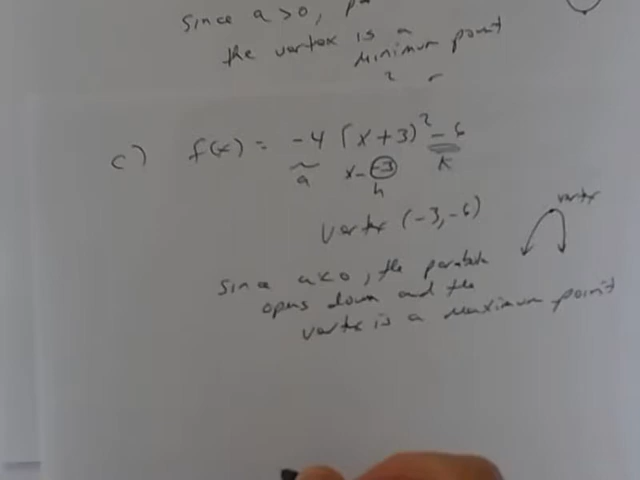 since a > 0,
the vertex is a
minimum point
c) f(x) = -4 (x+3)² - 6
a x - -3 k
h
vertex (-3, -6)
vertex
since a < 0, the parabola
opens down and the
vertex is a maximum point